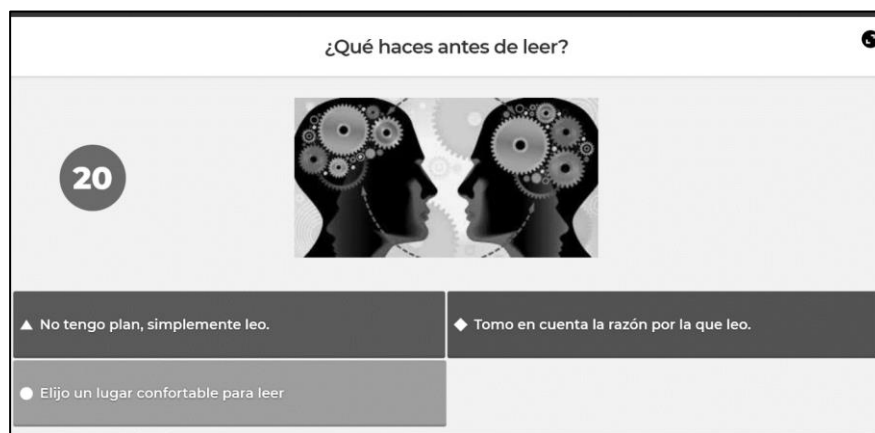 ¿Qué haces antes de leer?
20
No tengo plan, simplemente leo.
Tomo en cuenta la razón por la que leo.
Elijo un lugar confortable para leer